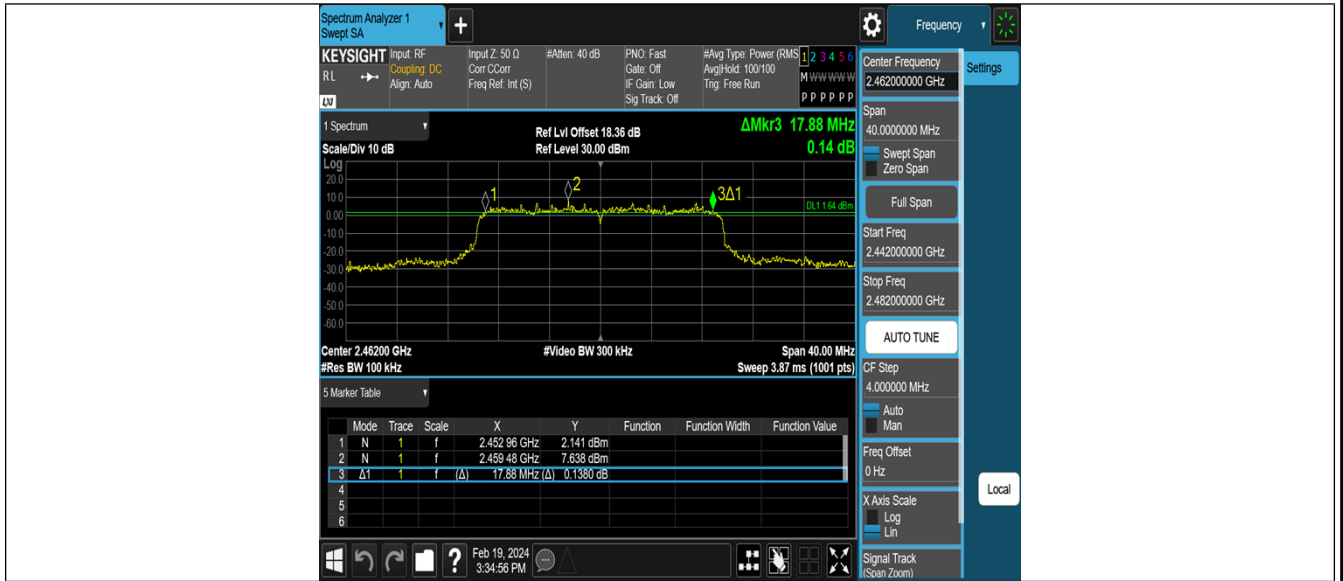 Spectrum Analyzer 1
Swept SA
+
Frequency
KEYSIGHT
RL
LXI
Input: RF
Coupling: DC
Align: Auto
Input Z: 50 Ω
Corr CCorr
Freq Ref: Int (S)
#Atten: 40 dB
PNO: Fast
Gate: Off
IF Gain: Low
Sig Track: Off
#Avg Type: Power (RMS
Avg|Hold: 100/100
Trig: Free Run
1 2 3 4 5 6
M W W W W W
P P P P P P
Center Frequency
2.462000000 GHz
Settings
Span
40.0000000 MHz
Swept Span
Zero Span
Full Span
Start Freq
2.442000000 GHz
Stop Freq
2.482000000 GHz
AUTO TUNE
CF Step
4.000000 MHz
Auto
Man
Freq Offset
0 Hz
X Axis Scale
Log
Lin
Local
Signal Track
(Span Zoom)
1 Spectrum
Scale/Div 10 dB
Ref Lvl Offset 18.36 dB
Ref Level 30.00 dBm
ΔMkr3 17.88 MHz
0.14 dB
Log
20.0
10.0
0.00
-10.0
-20.0
-30.0
-40.0
-50.0
-60.0
1
2
3Δ1
DL1 1.64 dBm
Center 2.46200 GHz
#Video BW 300 kHz
Span 40.00 MHz
#Res BW 100 kHz
Sweep 3.87 ms (1001 pts)
5 Marker Table
Mode Trace Scale X Y Function Function Width Function Value
1 N 1 f 2.452 96 GHz 2.141 dBm
2 N 1 f 2.459 48 GHz 7.638 dBm
3 Δ1 1 f (Δ) 17.88 MHz (Δ) 0.1380 dB
4
5
6
?
Feb 19, 2024
3:34:56 PM